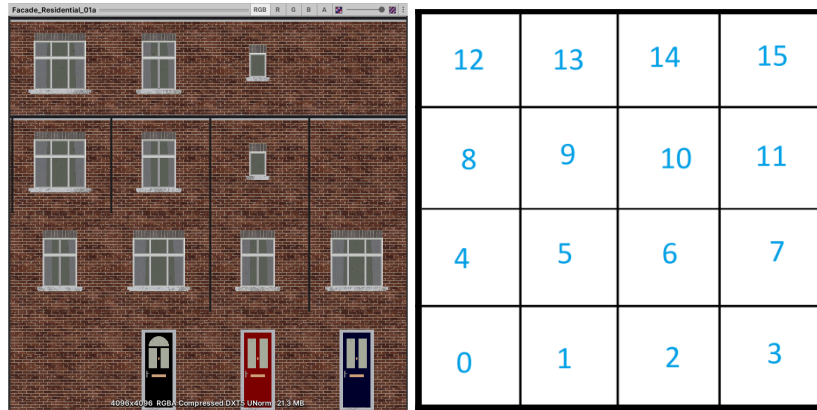 Facade_Residential_01a RGB R G B A
12 13 14 15
8 9 10 11
4 5 6 7
0 1 2 3
4096x4096 RGBA Compressed DXT5 UNorm 21.3 MB